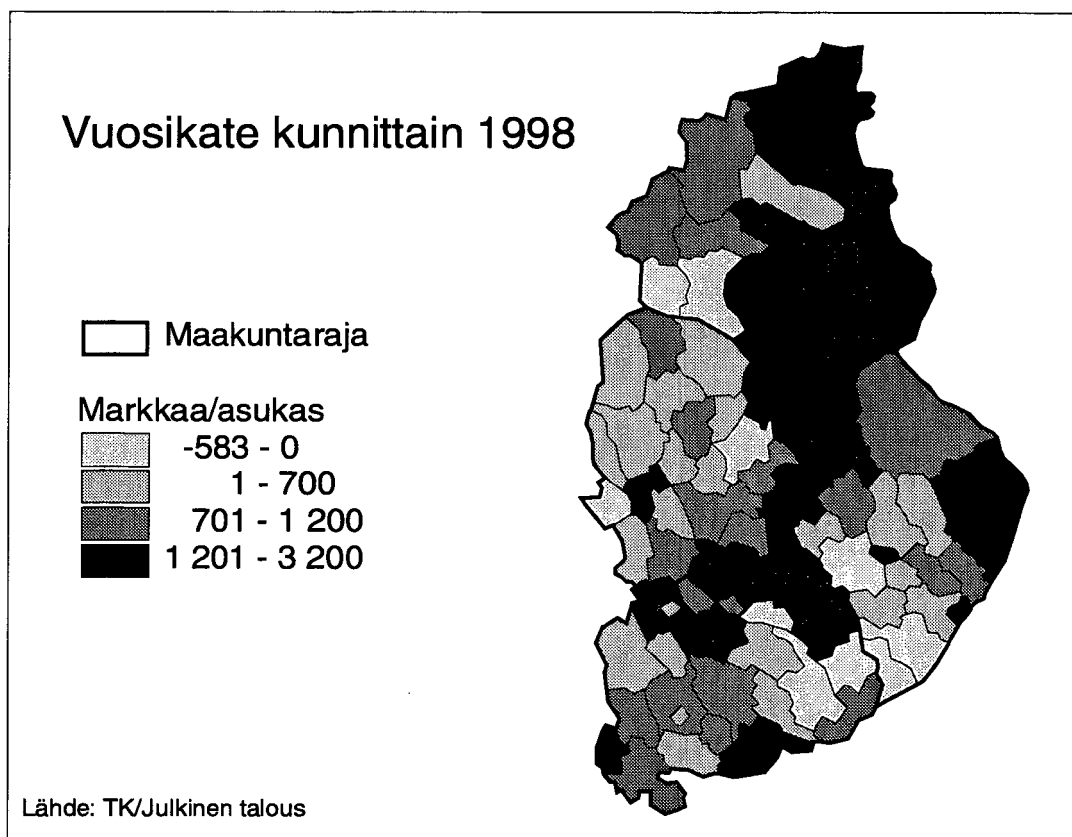 Vuosikate kunnittain 1998
Maakuntaraja
Markkaa/asukas
-583 - 0
1 - 700
701 - 1 200
1 201 - 3 200
Lähde: TK/Julkinen talous